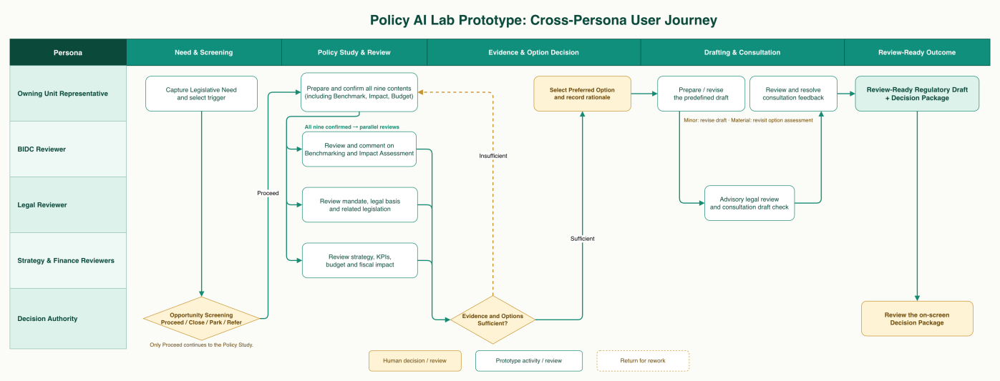 Policy AI Lab Prototype: Cross-Persona User Journey
Persona
Need & Screening
Policy Study & Review
Evidence & Option Decision
Drafting & Consultation
Review-Ready Outcome
Owning Unit Representative
Capture Legislative Need
and select trigger
Prepare and confirm all nine contents
(including Benchmark, Impact, Budget)
Select Preferred Option
and record rationale
Prepare / revise
the predefined draft
Review and resolve
consultation feedback
Review-Ready Regulatory Draft
+ Decision Package
Minor: revise draft · Material: revisit option assessment
All nine confirmed → parallel reviews
BIDC Reviewer
Review and comment on
Benchmarking and Impact Assessment
Insufficient
Proceed
Legal Reviewer
Review mandate, legal basis
and related legislation
Advisory legal review
and consultation draft check
Sufficient
Strategy & Finance Reviewers
Review strategy, KPIs,
budget and fiscal impact
Decision Authority
Opportunity Screening
Proceed / Close / Park / Refer
Only Proceed continues to the Policy Study.
Evidence and Options
Sufficient?
Review the on-screen
Decision Package
Human decision / review
Prototype activity / review
Return for rework